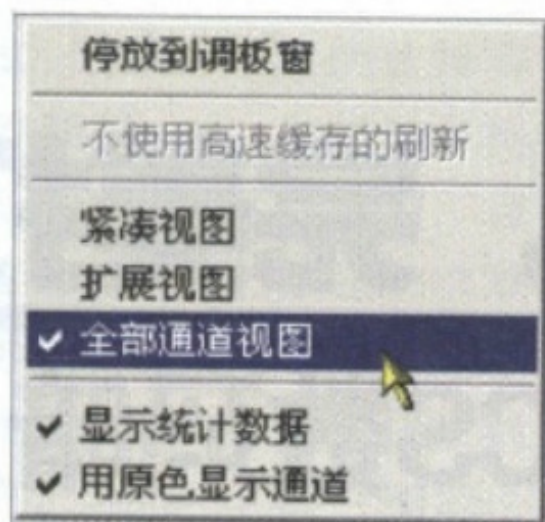 停放到调板窗
不使用高速缓存的刷新
紧凑视图
扩展视图
全部通道视图
显示统计数据
用原色显示通道